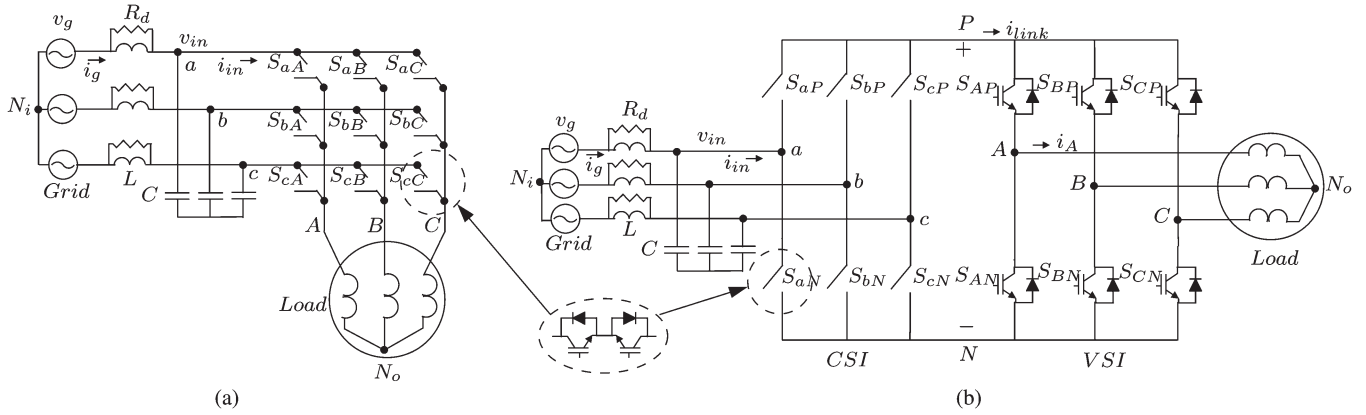 v_g
R_d
v_in
i_g
a
i_in
S_aA
S_aB
S_aC
N_i
b
S_bA
S_bB
S_bC
c
S_cA
S_cB
S_cC
Grid
L
C
A
B
C
Load
N_o
(a)
P
i_link
+
S_aP
S_bP
S_cP
S_AP
S_BP
S_CP
v_g
R_d
v_in
i_g
i_in
a
A
i_A
N_i
b
B
N_o
c
C
Grid
L
C
Load
S_aN
S_bN
S_cN
S_AN
S_BN
S_CN
−
CSI
N
VSI
(b)